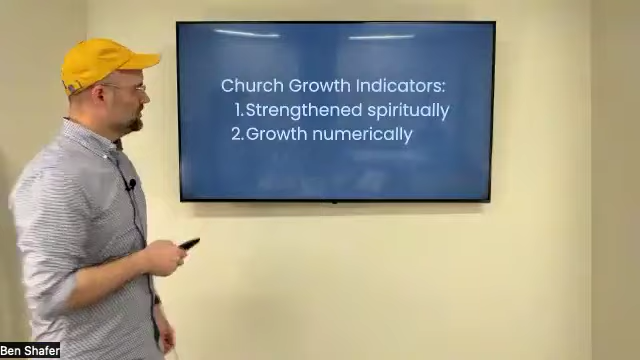 Church Growth Indicators:
1.Strengthened spiritually
2.Growth numerically
Ben Shafer